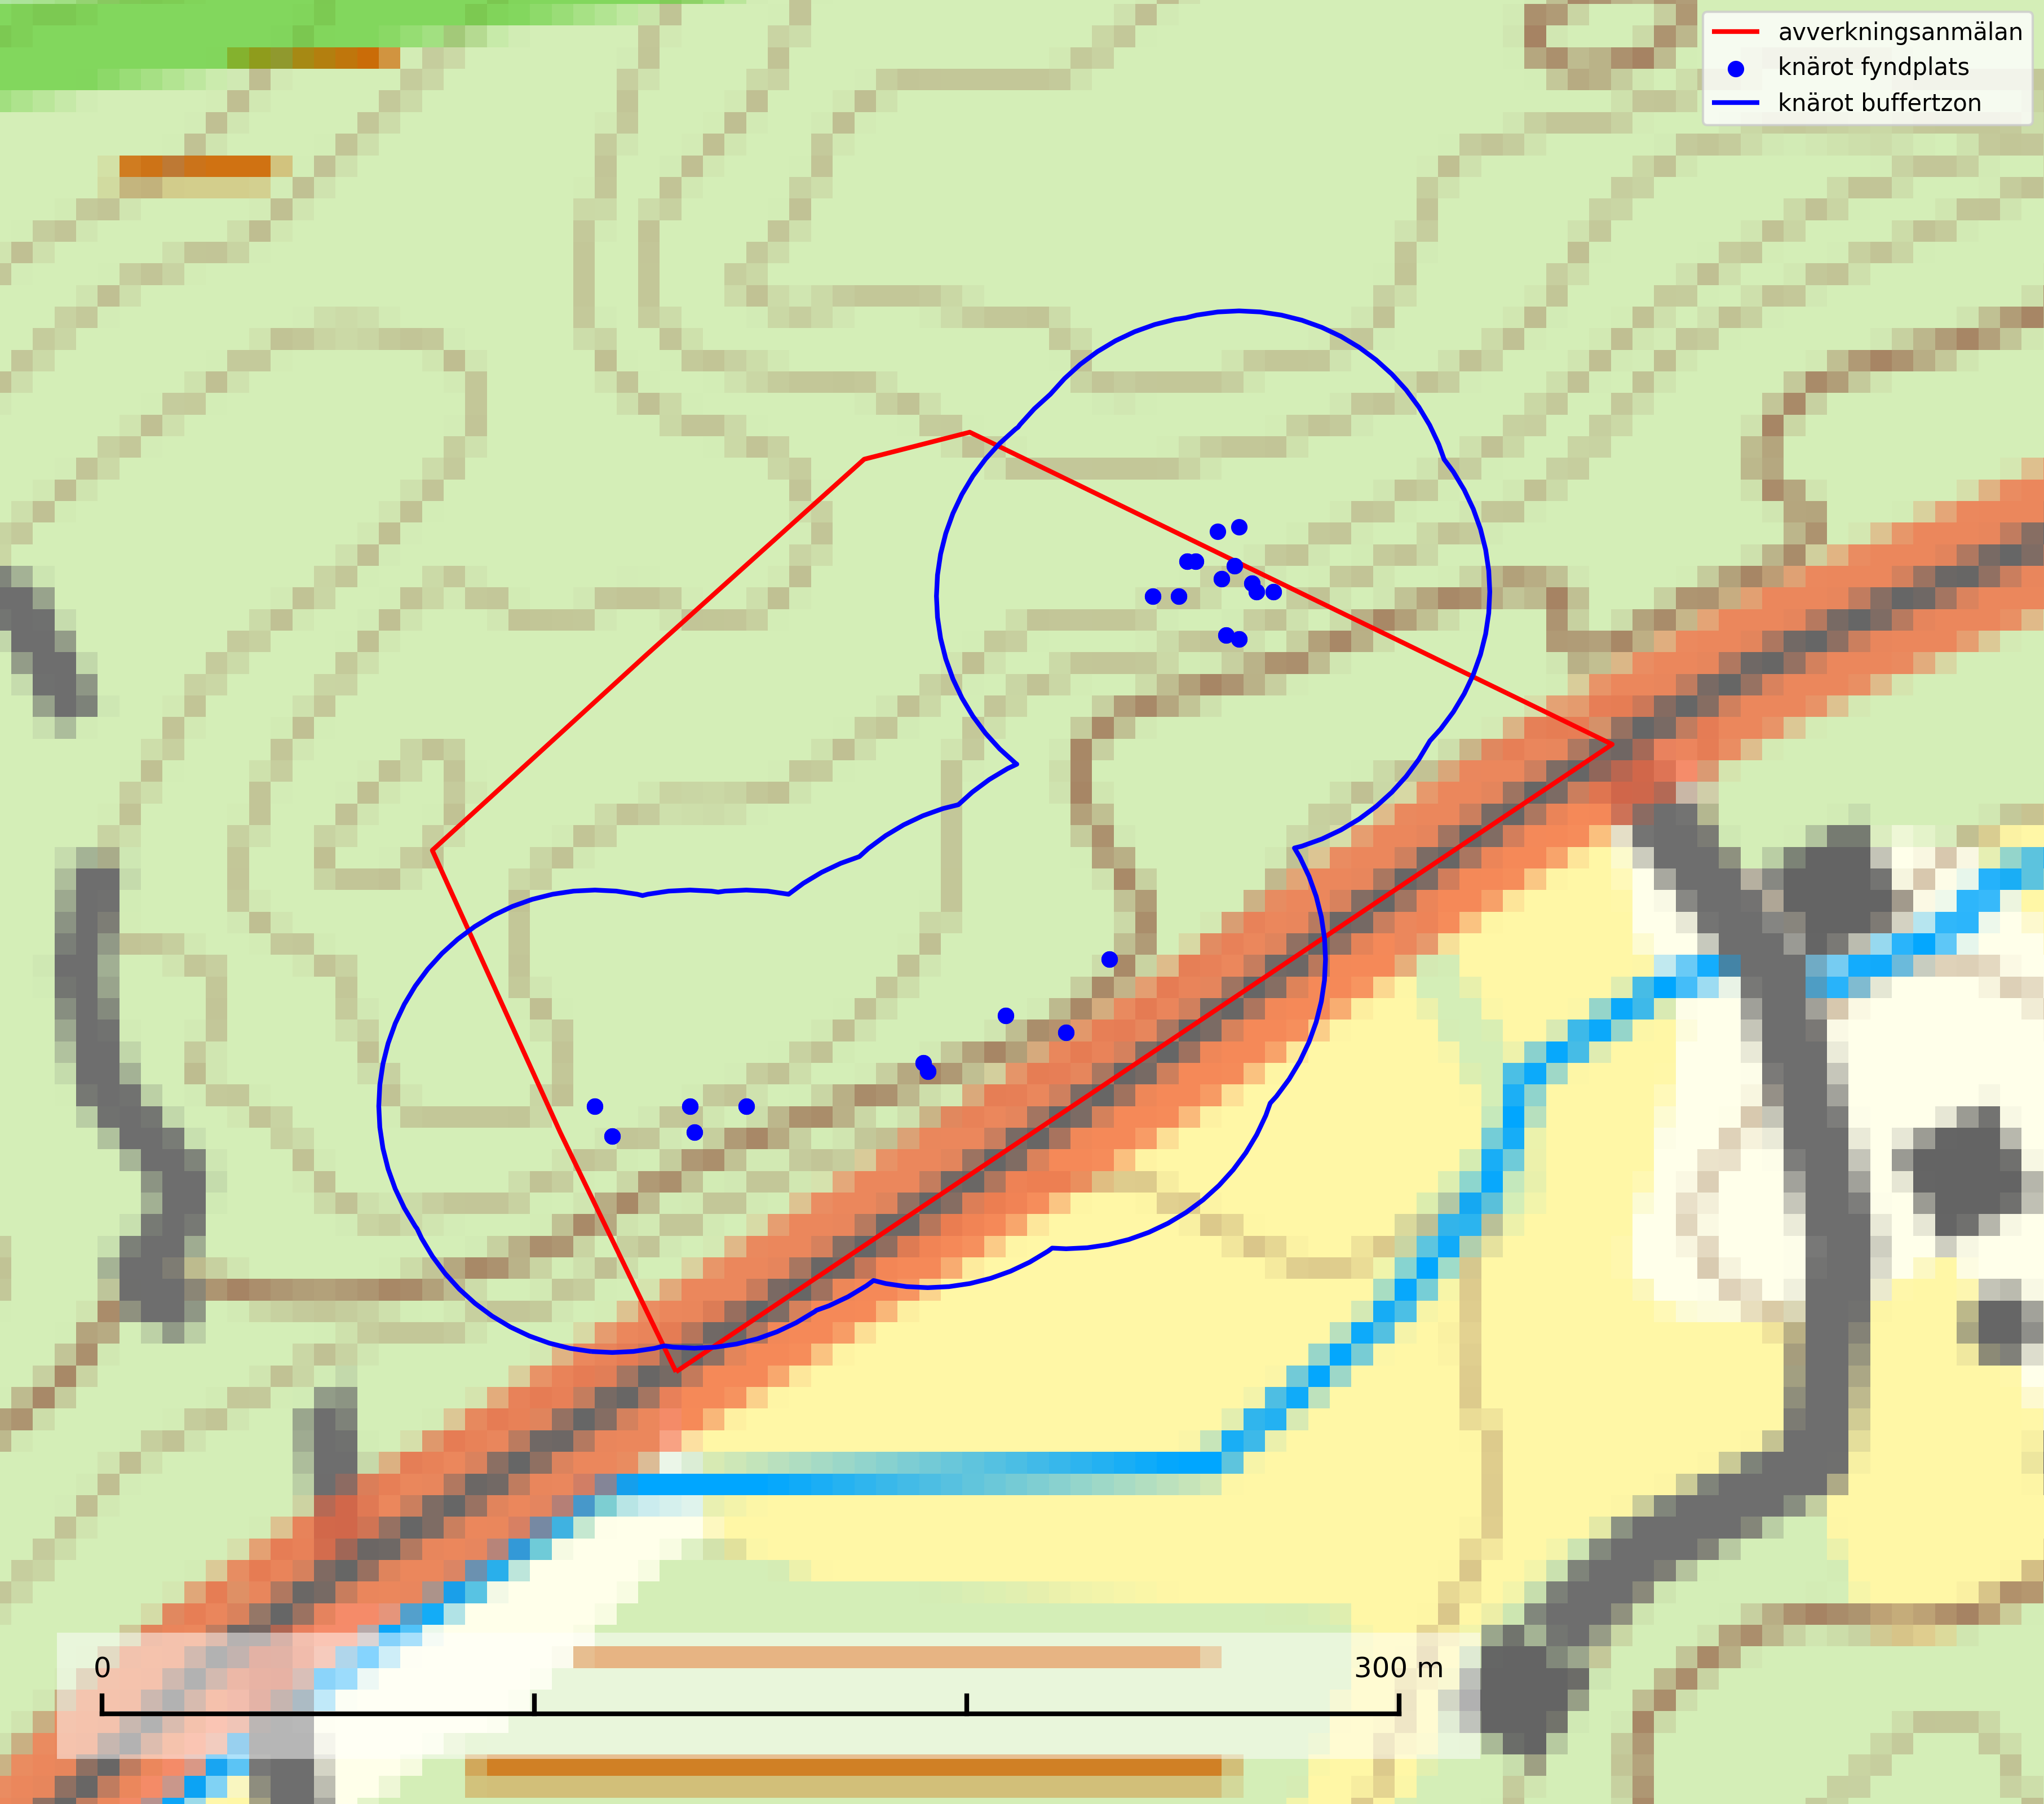 avverkningsanmälan
knärot fyndplats
knärot buffertzon
0 300 m